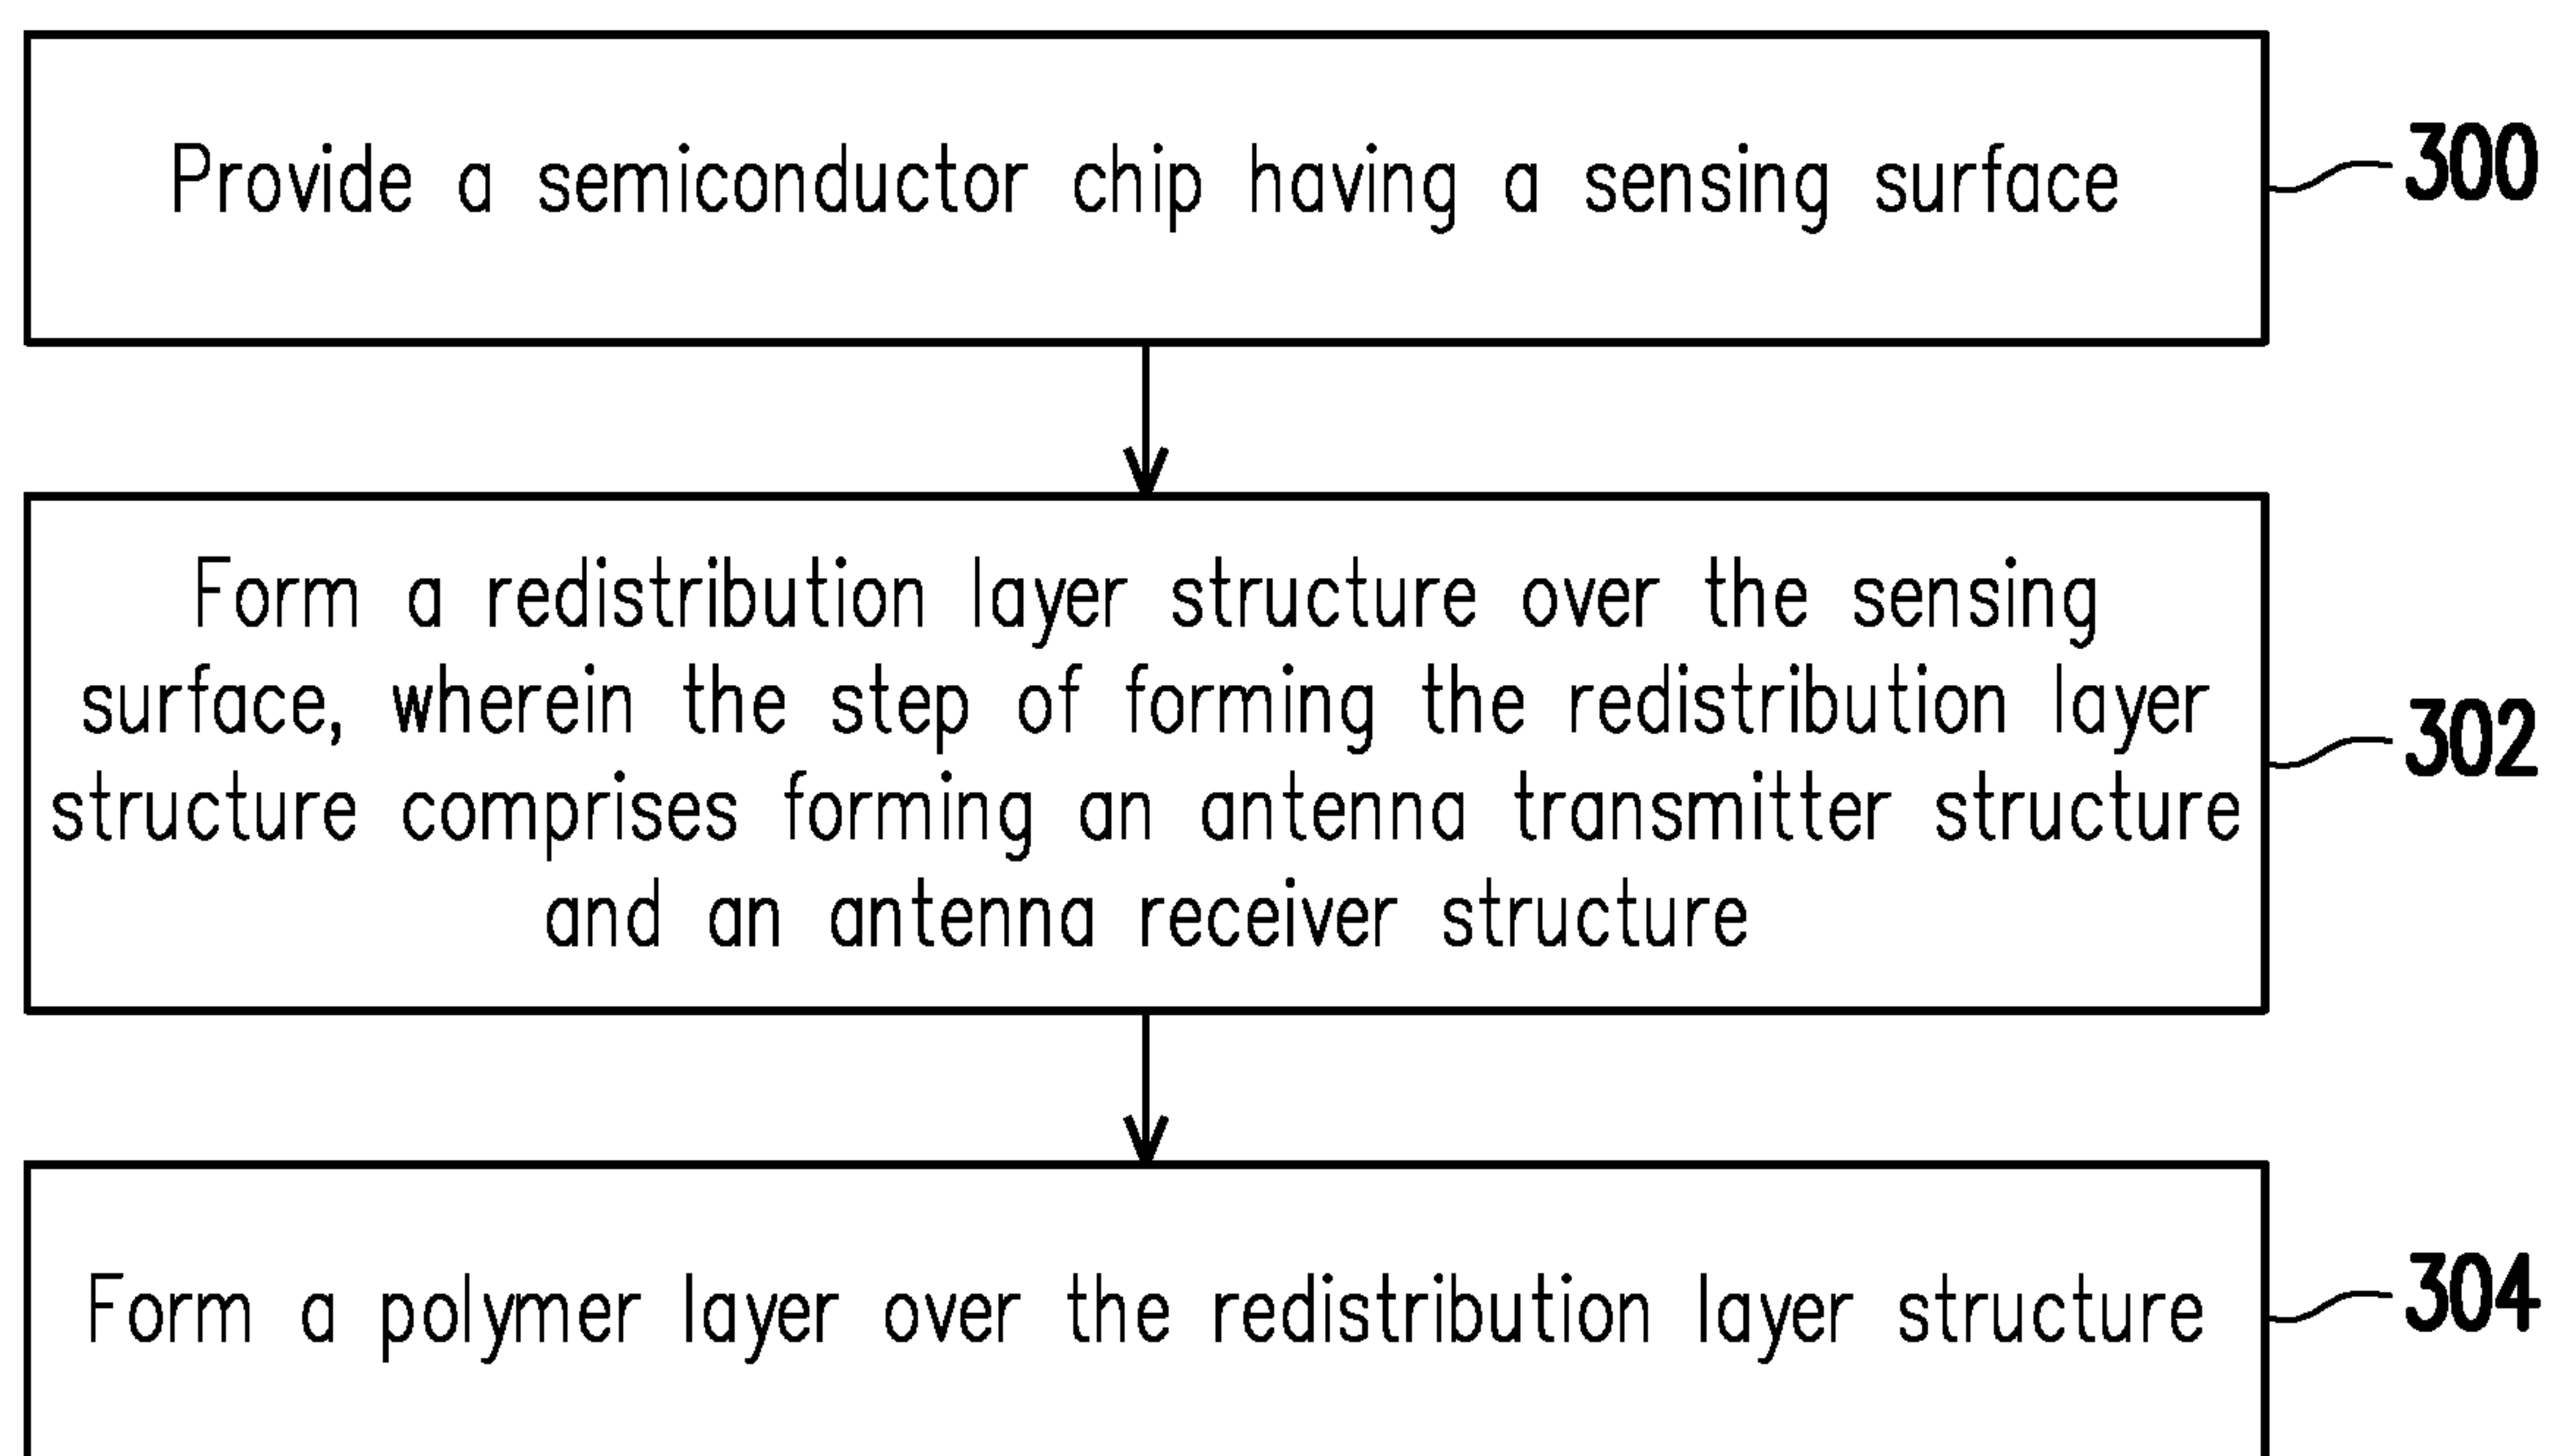 Provide a semiconductor chip having a sensing surface
300
Form a redistribution layer structure over the sensing
surface, wherein the step of forming the redistribution layer
structure comprises forming an antenna transmitter structure
and an antenna receiver structure
302
Form a polymer layer over the redistribution layer structure
304